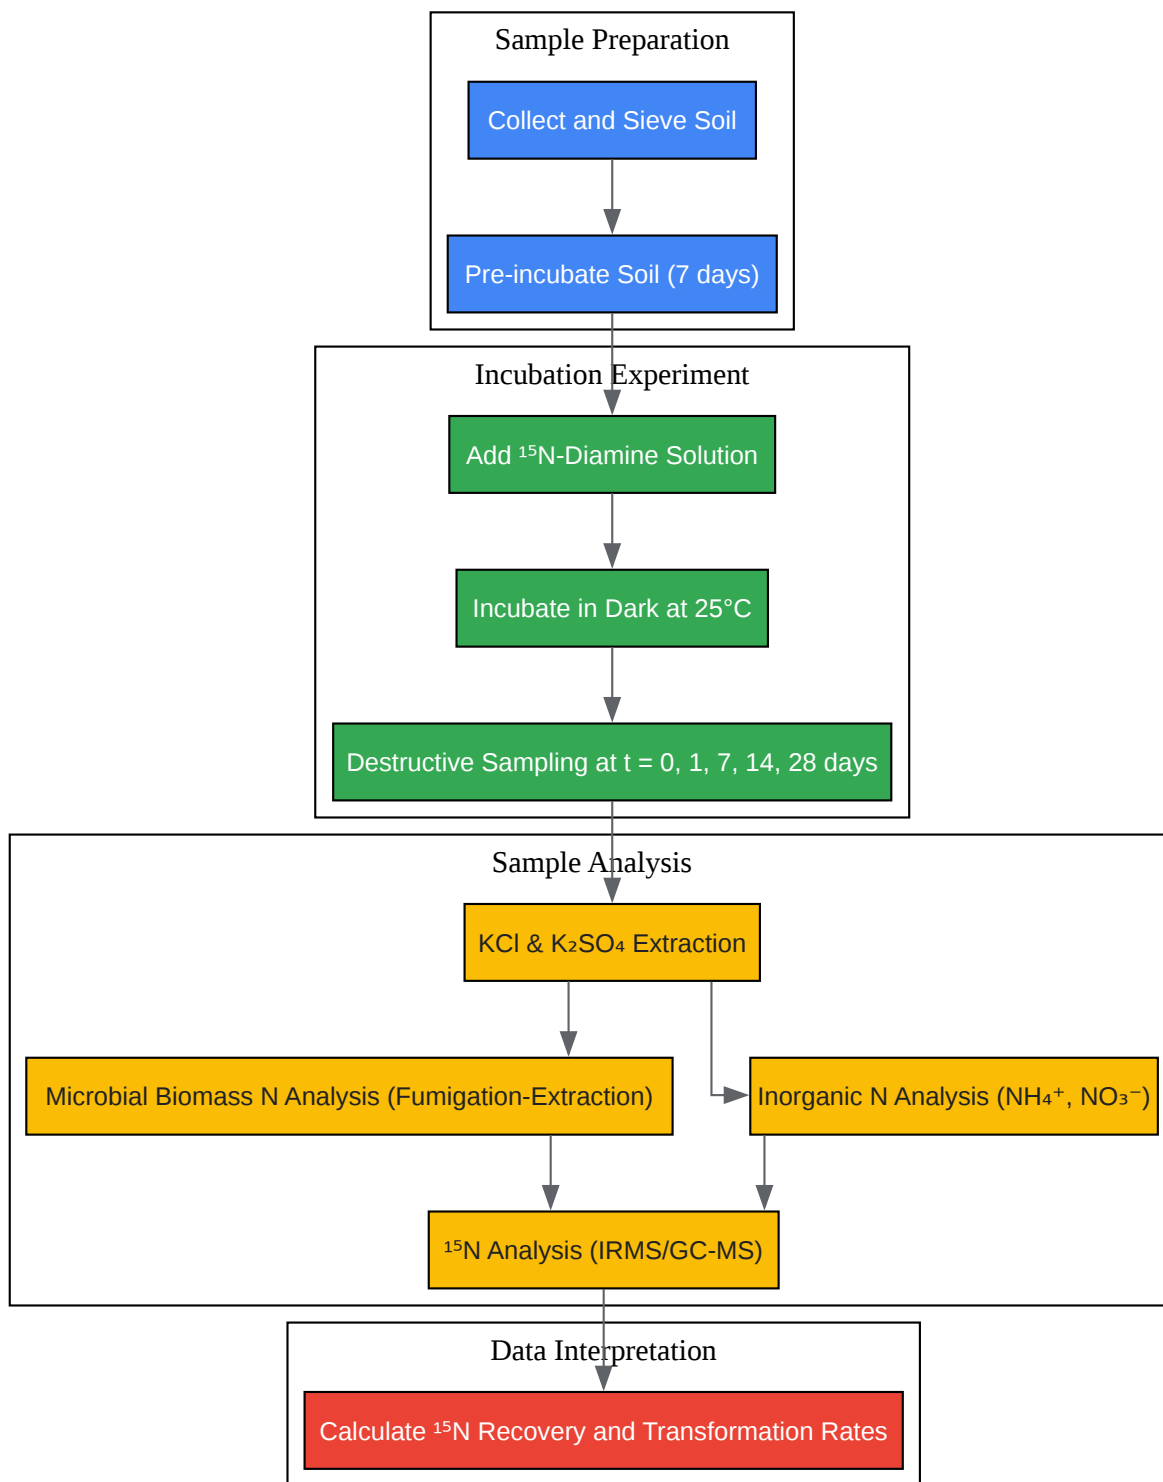 Sample Preparation
Collect and Sieve Soil
Pre-incubate Soil (7 days)
Incubation Experiment
Add ¹⁵N-Diamine Solution
Incubate in Dark at 25°C
Destructive Sampling at t = 0, 1, 7, 14, 28 days
Sample Analysis
KCl & K₂SO₄ Extraction
Microbial Biomass N Analysis (Fumigation-Extraction)
Inorganic N Analysis (NH₄⁺, NO₃⁻)
¹⁵N Analysis (IRMS/GC-MS)
Data Interpretation
Calculate ¹⁵N Recovery and Transformation Rates